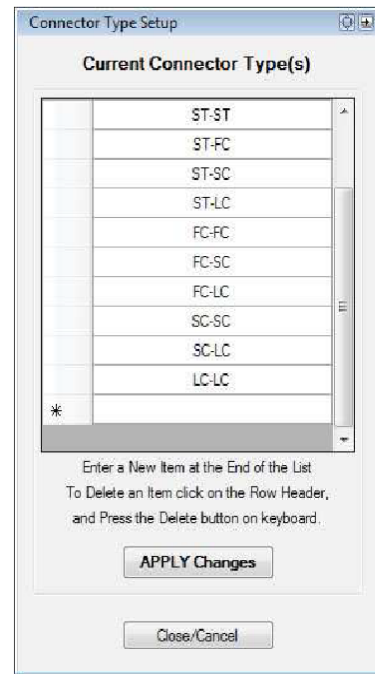 Connector Type Setup
Current Connector Type(s)
ST-ST
ST-FC
ST-SC
ST-LC
FC-FC
FC-SC
FC-LC
SC-SC
SC-LC
LC-LC
*
Enter a New Item at the End of the List
To Delete an Item click on the Row Header,
and Press the Delete button on keyboard.
APPLY Changes
Close/Cancel